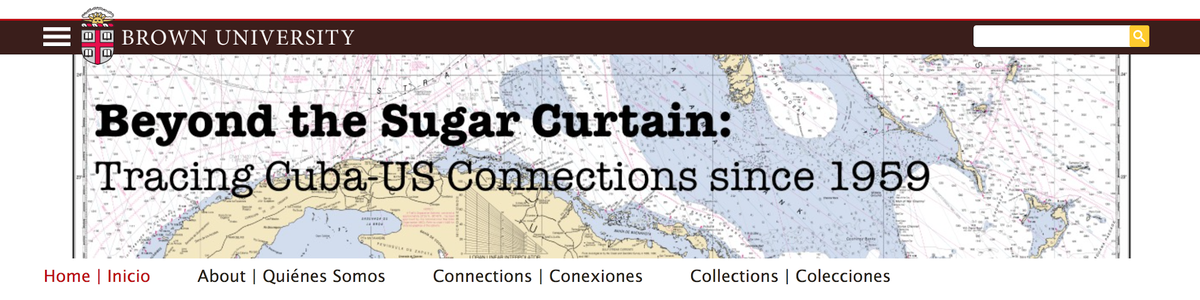 BROWN UNIVERSITY
Beyond the Sugar Curtain:
Tracing Cuba-US Connections since 1959
Home | Inicio About | Quiénes Somos Connections | Conexiones Collections | Colecciones